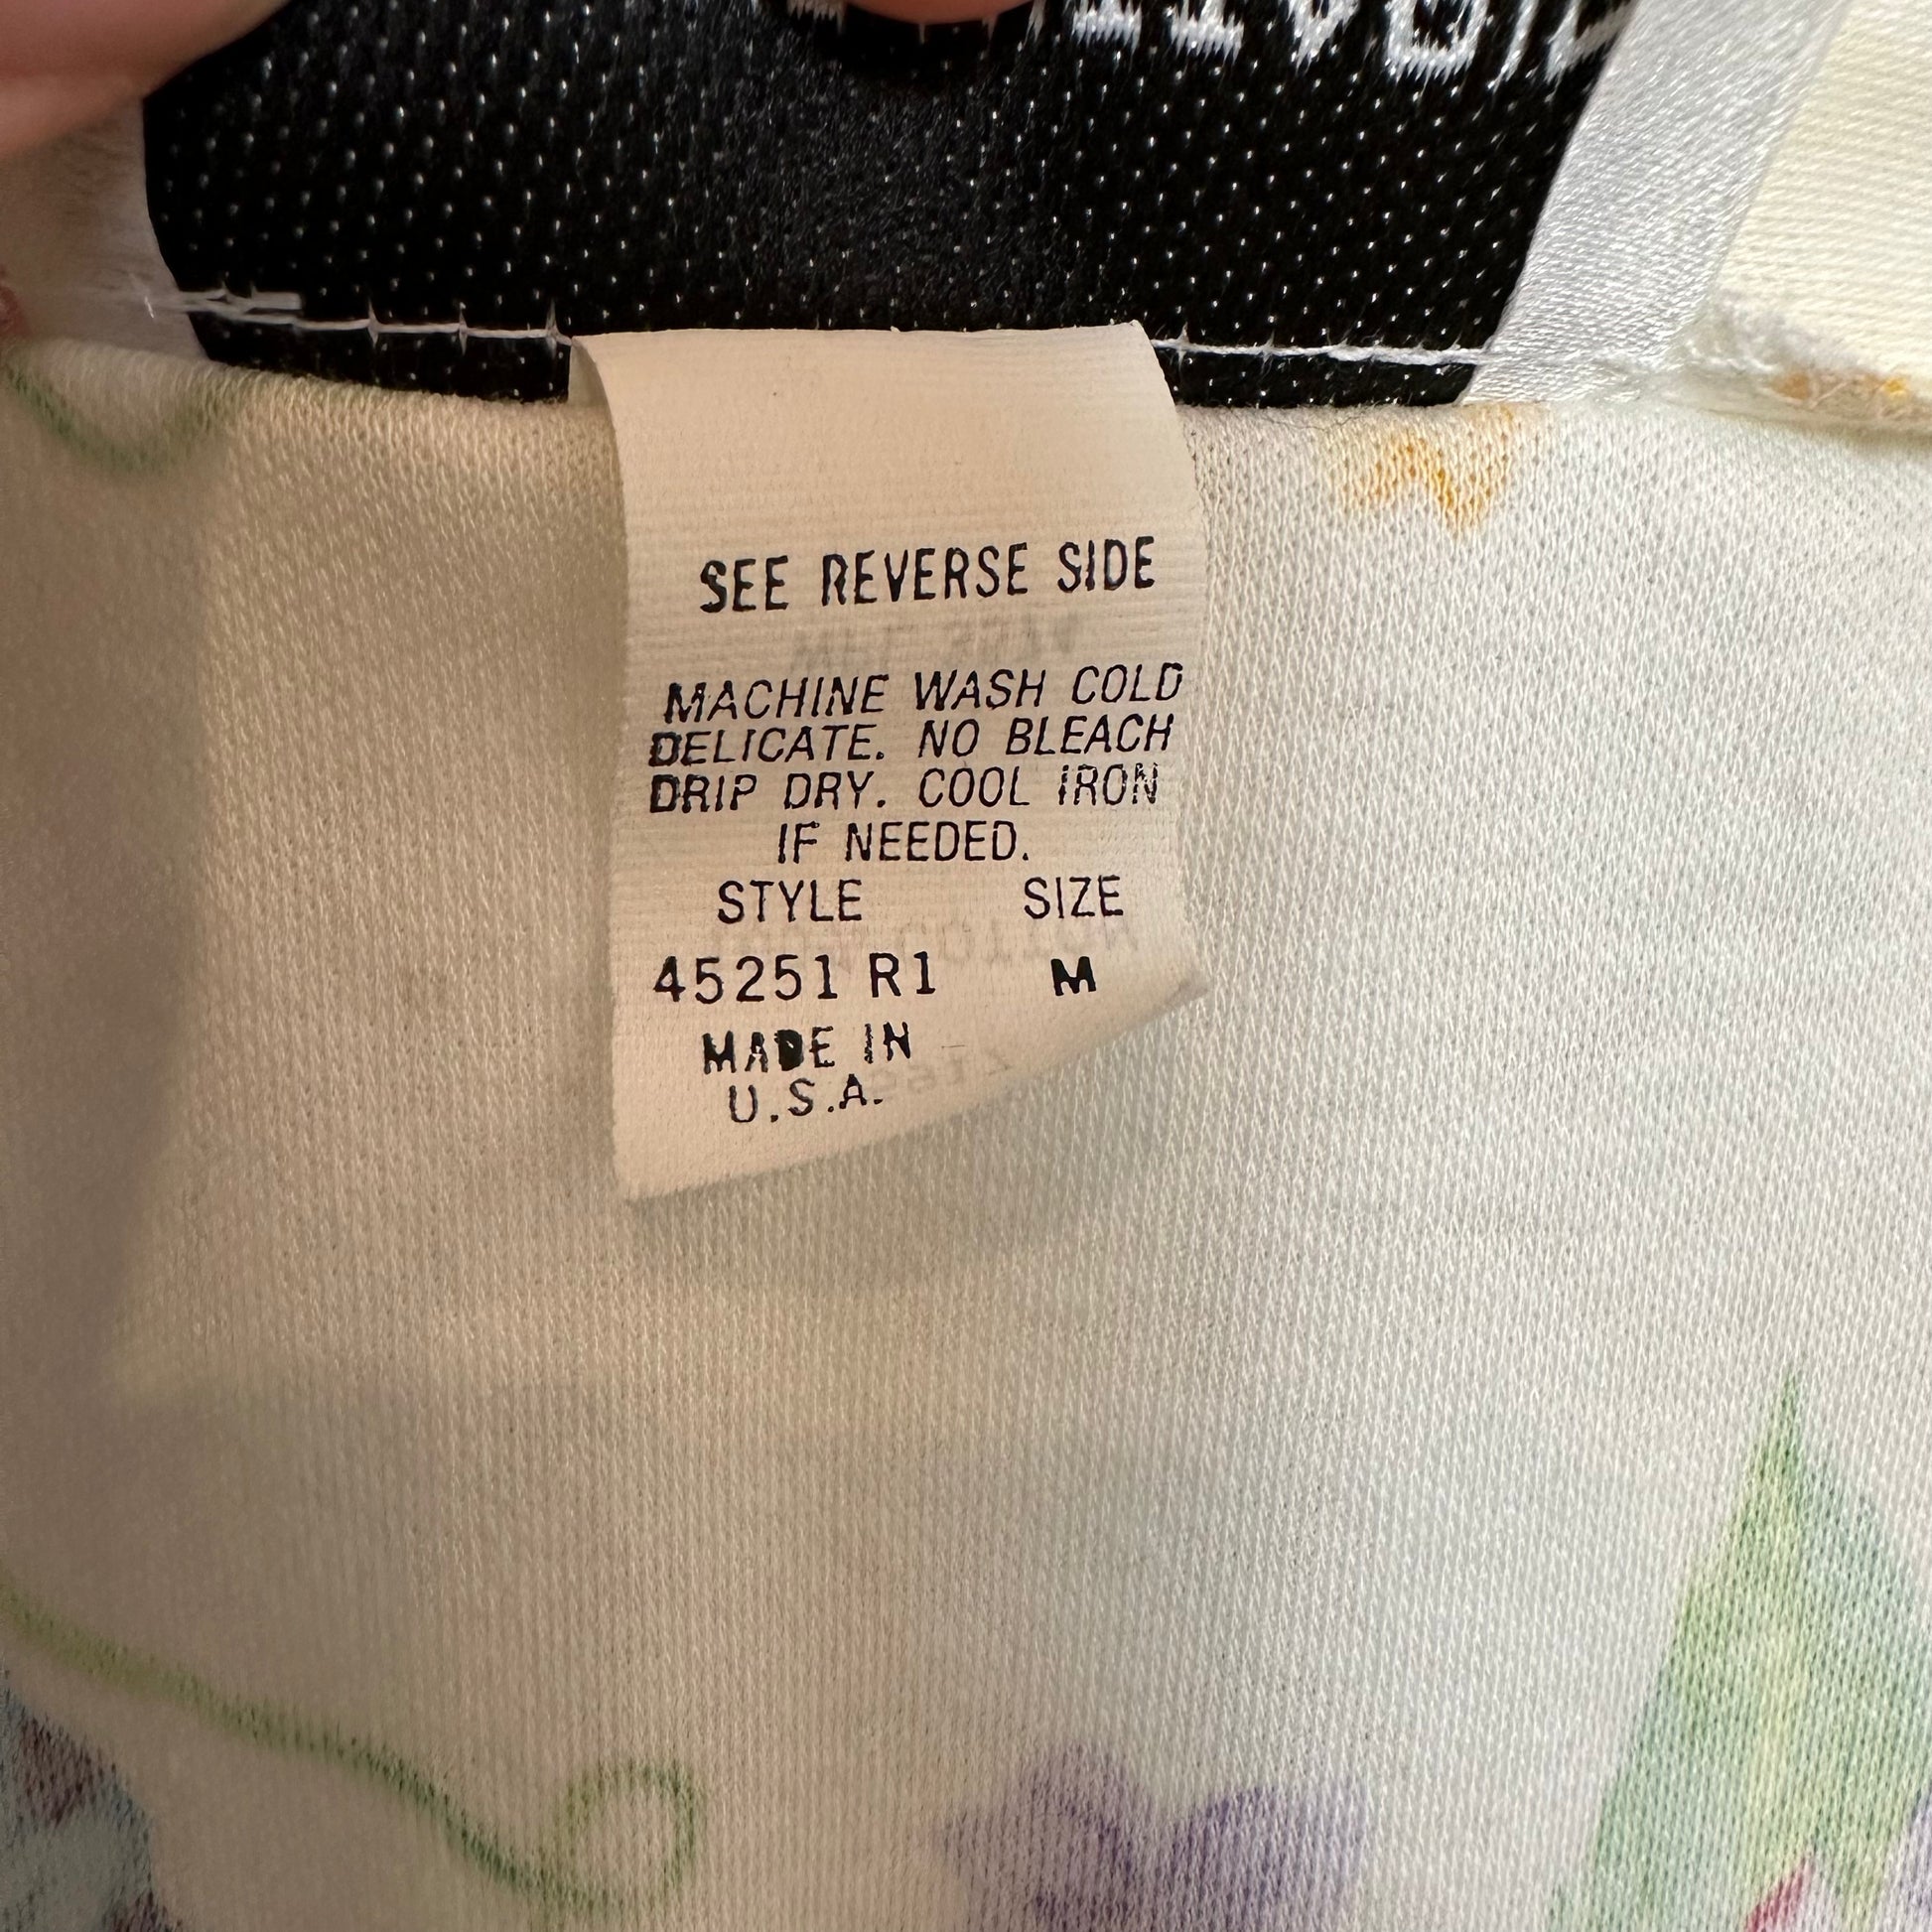 SEE REVERSE SIDE
MACHINE WASH COLD
DELICATE. NO BLEACH
DRIP DRY. COOL IRON
IF NEEDED.
STYLE SIZE
45251 R1 M
MADE IN
U.S.A.